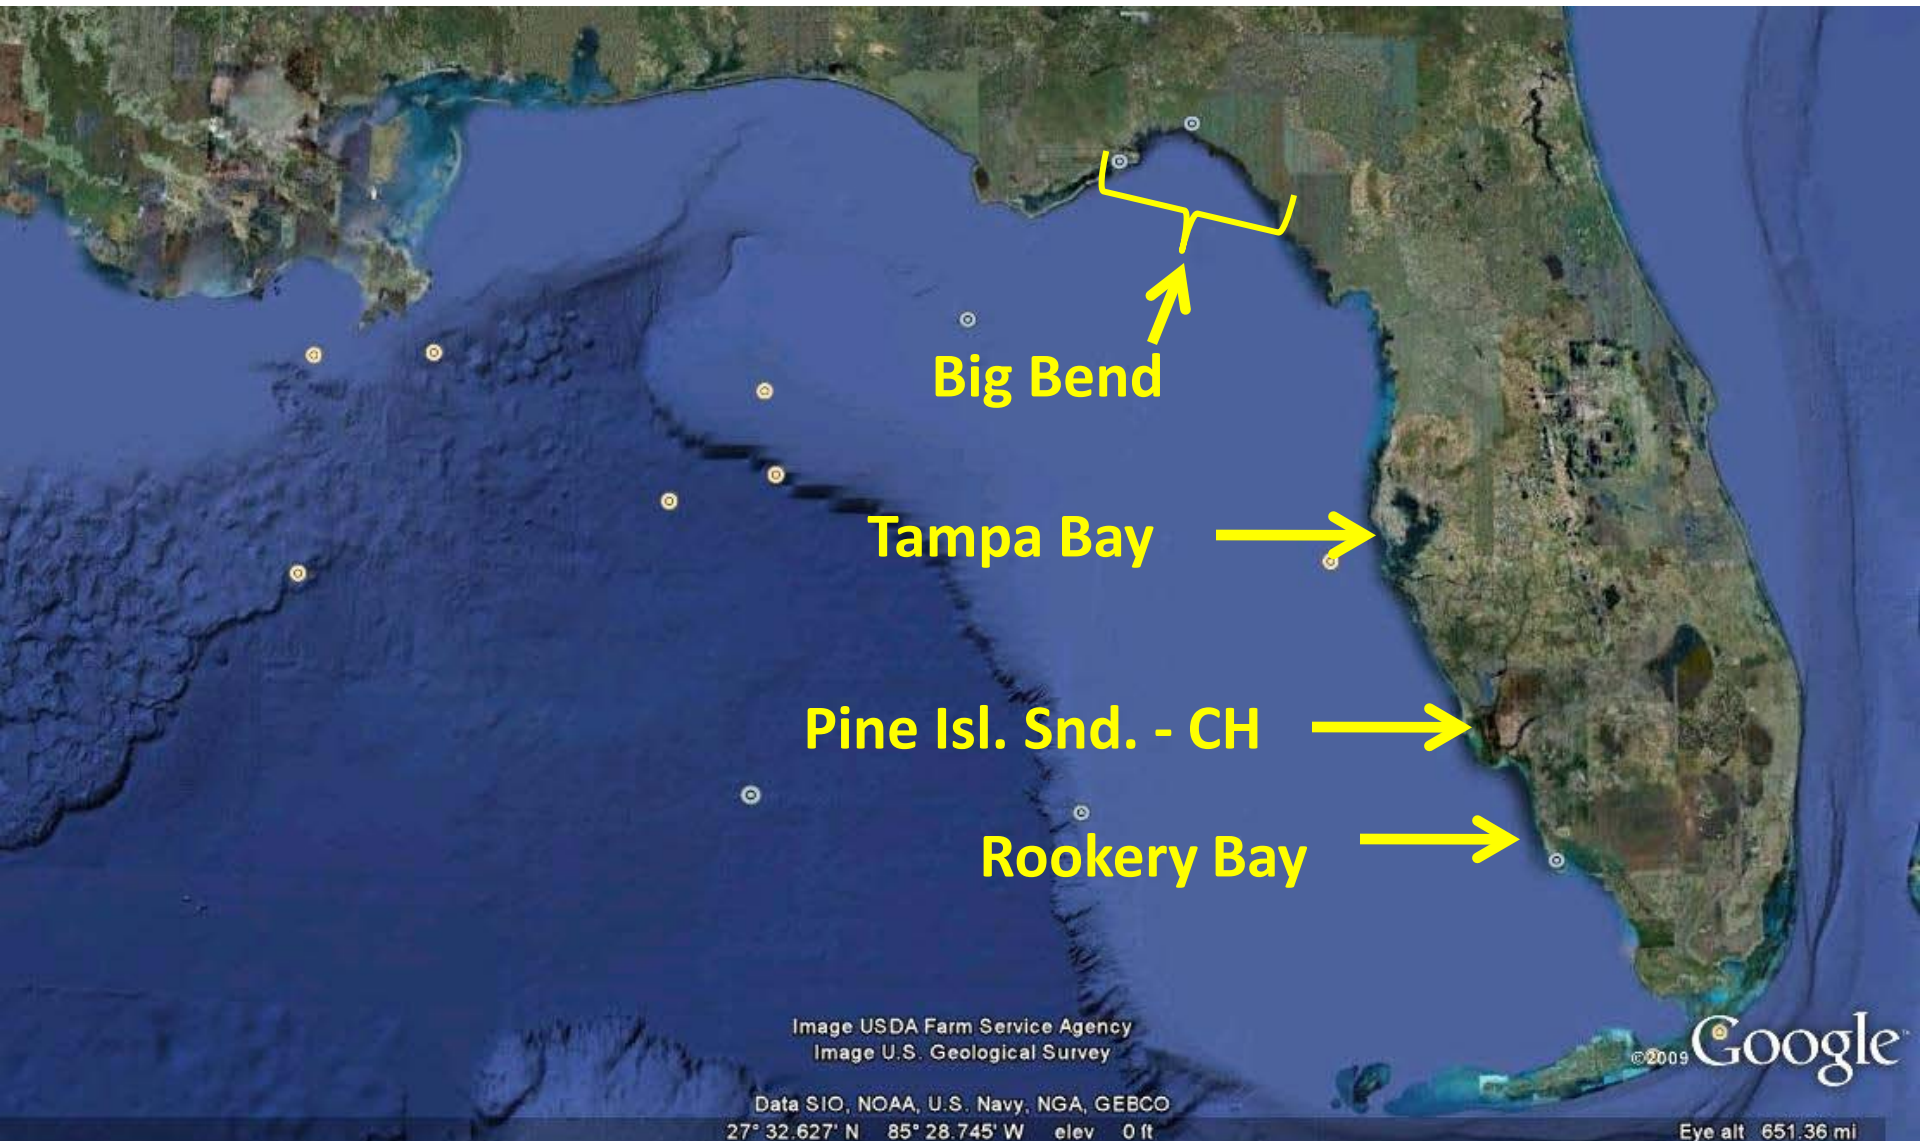 Big Bend
Tampa Bay
Pine Isl. Snd. - CH
Rookery Bay
Image USDA Farm Service Agency
Image U.S. Geological Survey
©2009 Google™
Data SIO, NOAA, U.S. Navy, NGA, GEBCO
27° 32.627' N 85° 28.745' W elev 0 ft
Eye alt 651.36 mi